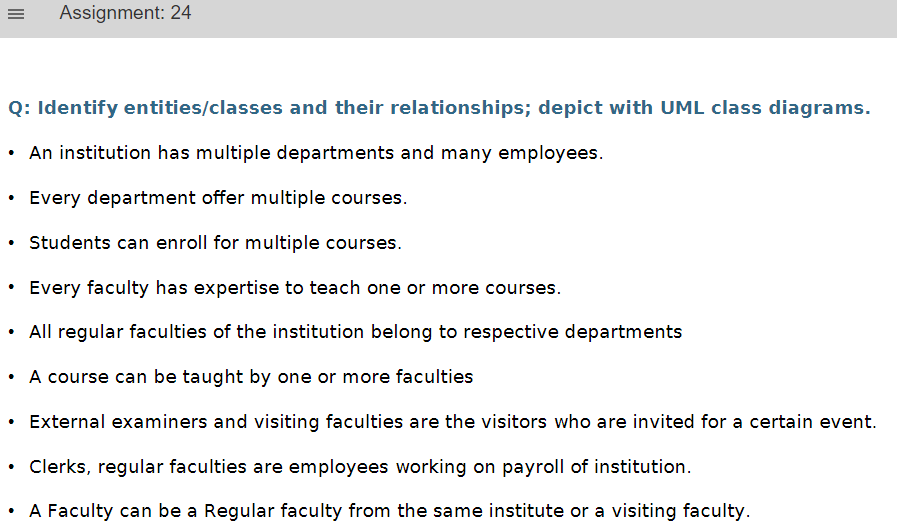 Assignment: 24
Q: Identify entities/classes and their relationships; depict with UML class diagrams.
• An institution has multiple departments and many employees.
• Every department offer multiple courses.
• Students can enroll for multiple courses.
• Every faculty has expertise to teach one or more courses.
• All regular faculties of the institution belong to respective departments
• A course can be taught by one or more faculties
• External examiners and visiting faculties are the visitors who are invited for a certain event.
• Clerks, regular faculties are employees working on payroll of institution.
• A Faculty can be a Regular faculty from the same institute or a visiting faculty.